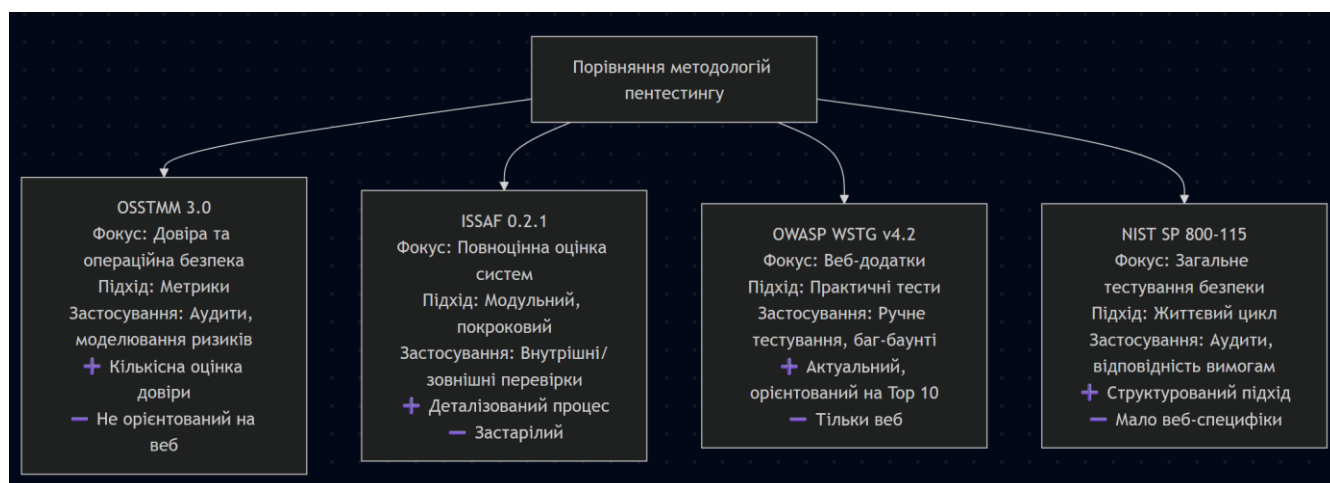 Порівняння методологій
пентестингу
OSSTMM 3.0
Фокус: Довіра та
операційна безпека
Підхід: Метрики
Застосування: Аудити,
моделювання ризиків
➕ Кількісна оцінка
довіри
➖ Не орієнтований на
веб
ISSAF 0.2.1
Фокус: Повноцінна оцінка
систем
Підхід: Модульний,
покроковий
Застосування: Внутрішні/
зовнішні перевірки
➕ Деталізований процес
➖ Застарілий
OWASP WSTG v4.2
Фокус: Веб-додатки
Підхід: Практичні тести
Застосування: Ручне
тестування, баг-баунті
➕ Актуальний,
орієнтований на Top 10
➖ Тільки веб
NIST SP 800-115
Фокус: Загальне
тестування безпеки
Підхід: Життєвий цикл
Застосування: Аудити,
відповідність вимогам
➕ Структурований підхід
➖ Мало веб-специфіки